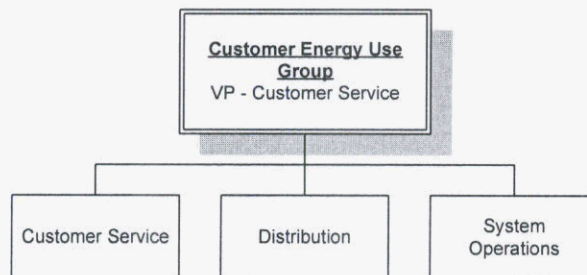 Customer Energy Use
Group
VP - Customer Service
Customer Service
Distribution
System
Operations